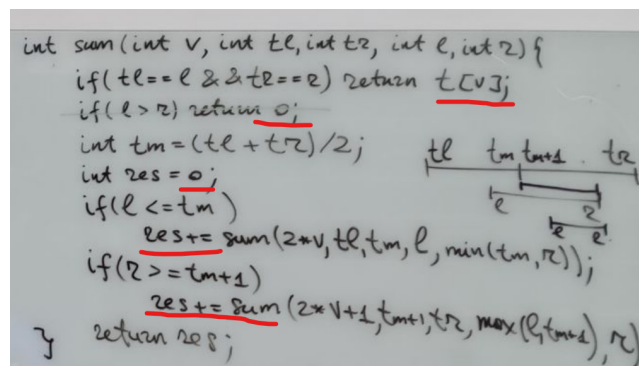 int sum(int v, int tl, int tr, int l, int r){
if(tl==l && tr==r) return t[v];
if(l>r) return 0;
int tm=(tl+tr)/2;
int res=0;
if(l<=tm)
res+=sum(2*v,tl,tm,l,min(tm,r));
if(r>=tm+1)
res+=sum(2*v+1,tm+1,tr,max(l,tm+1),r)
return res;
}
tl tm tm+1 tr
l r